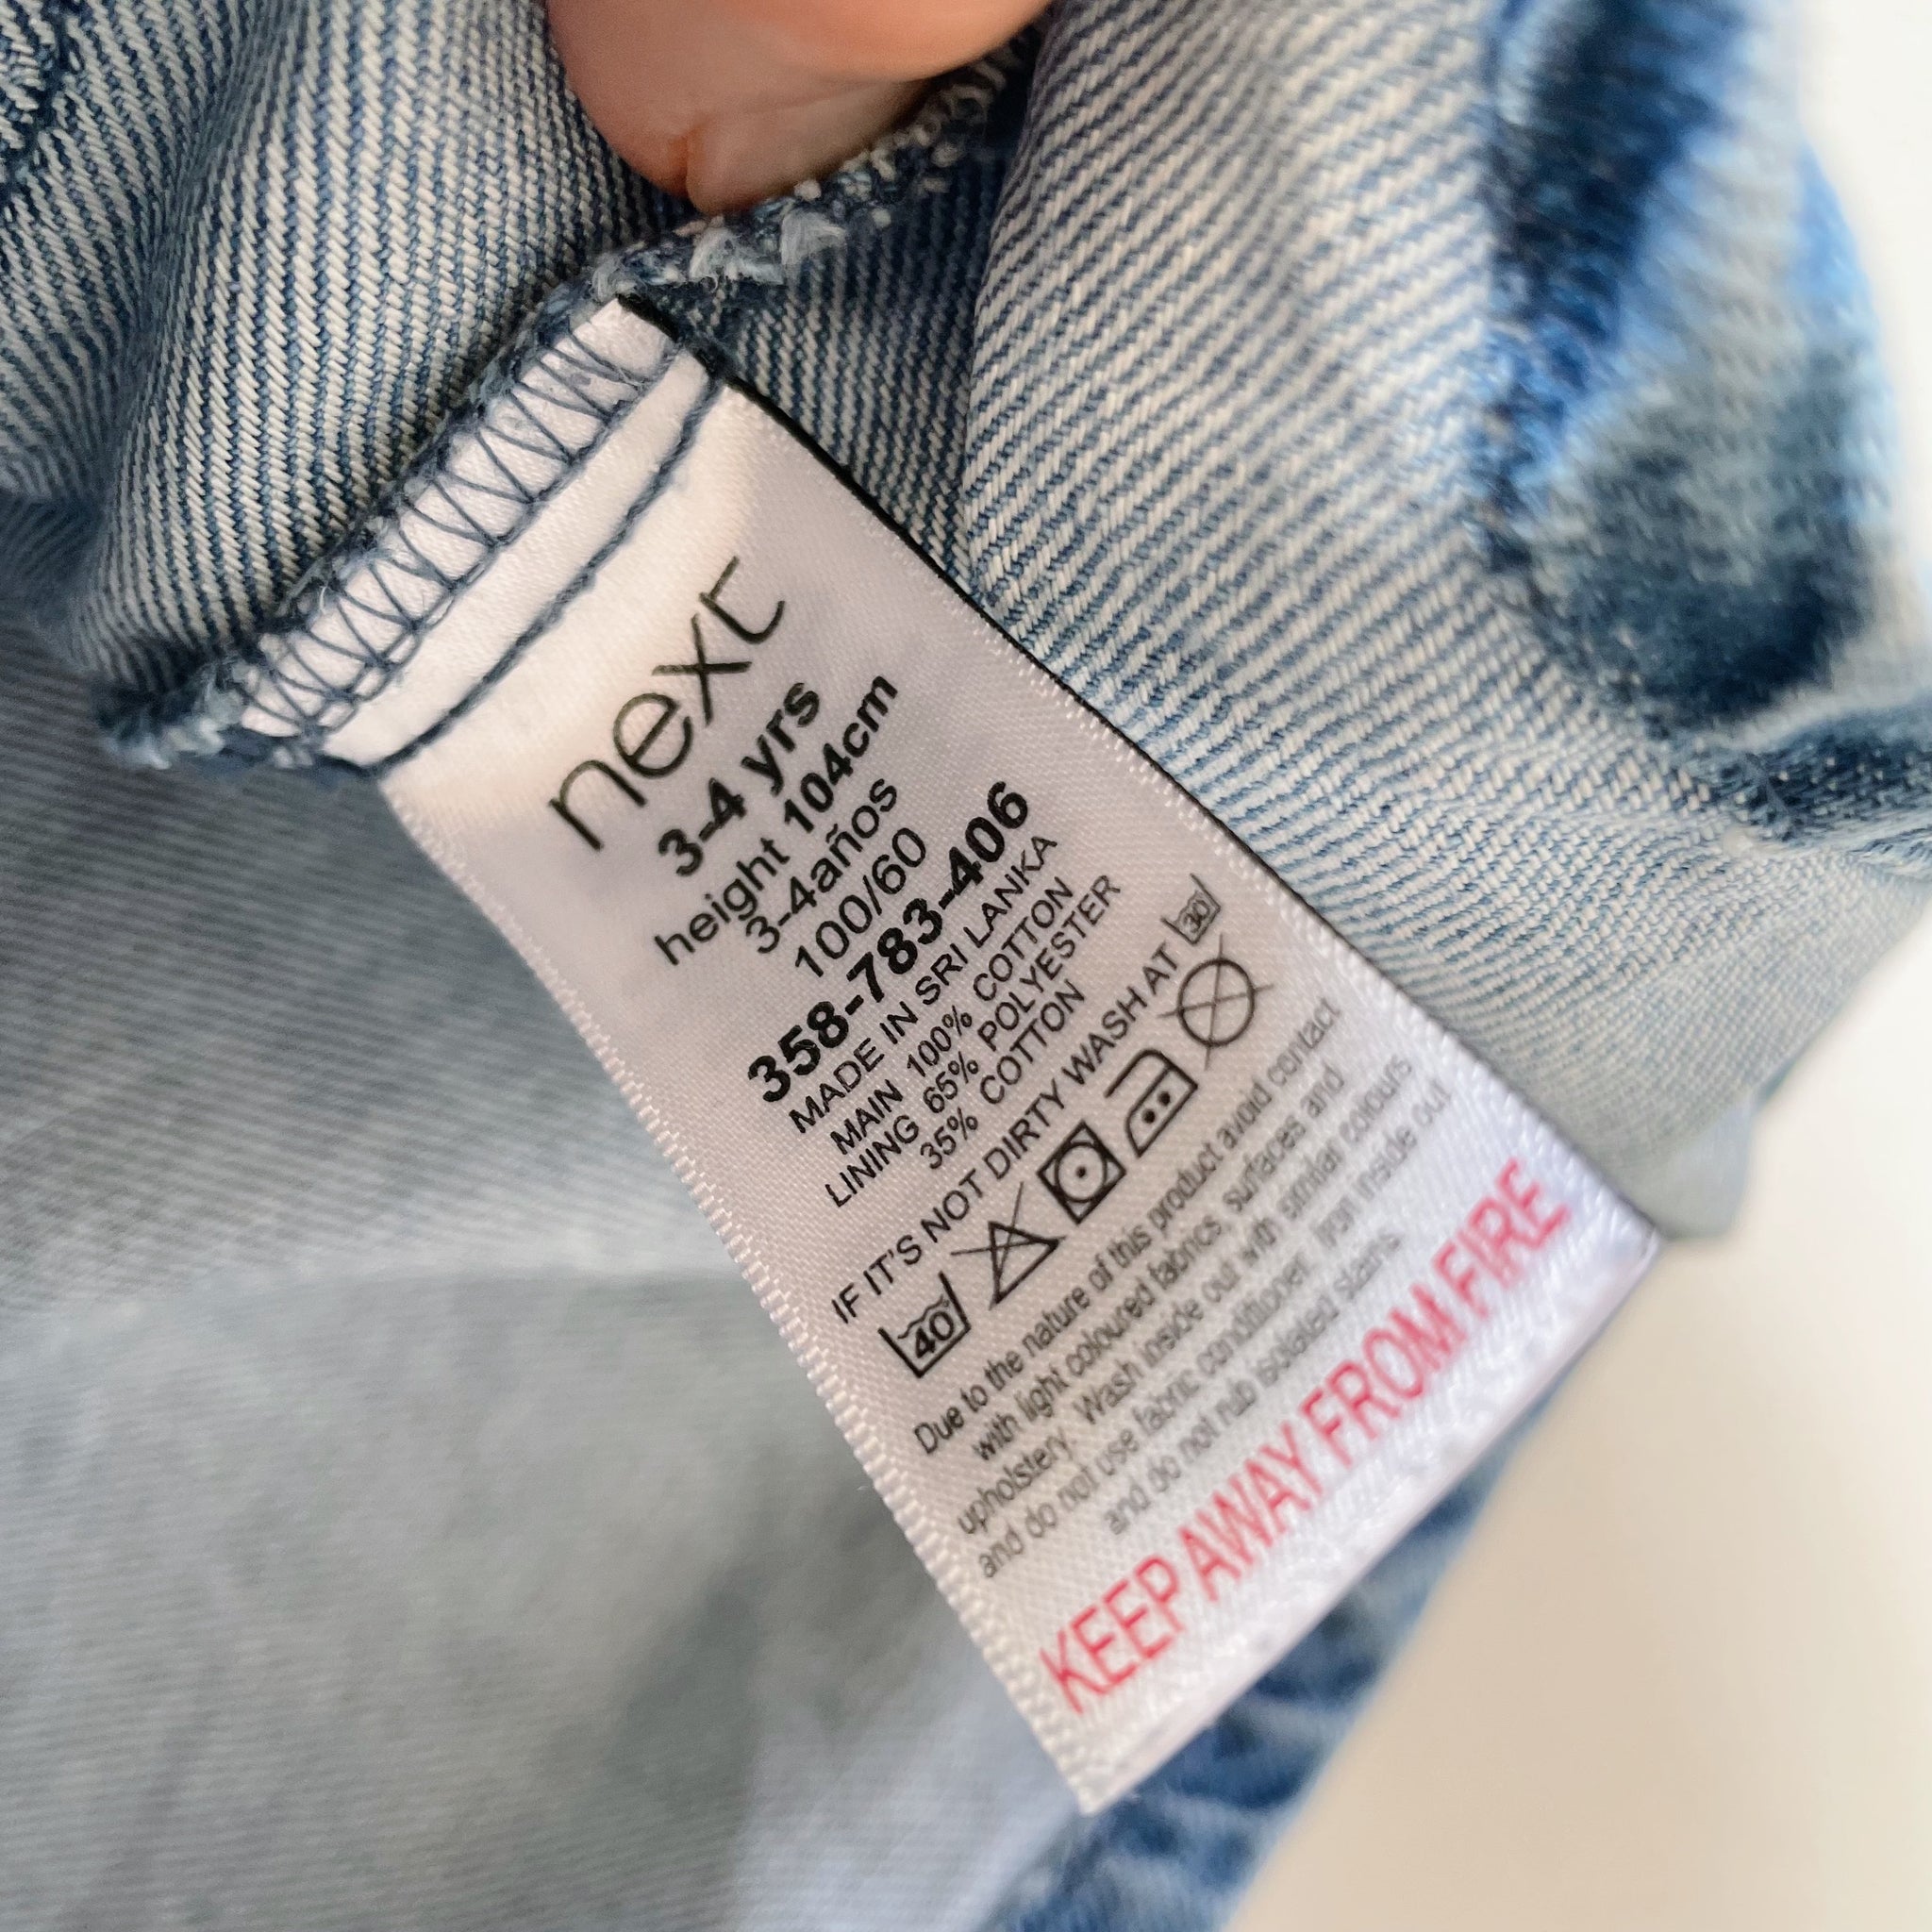 next
3-4 yrs
height 104cm
3-4años
100/60
358-783-406
MADE IN SRI LANKA
MAIN 100% COTTON
LINING 65% POLYESTER
35% COTTON
IF IT'S NOT DIRTY WASH AT 30
40
Due to the nature of this product avoid contact
with light coloured fabrics, surfaces and
upholstery. Wash inside out with similar colours
and do not use fabric conditioner. Iron inside out
and do not rub isolated stains.
KEEP AWAY FROM FIRE